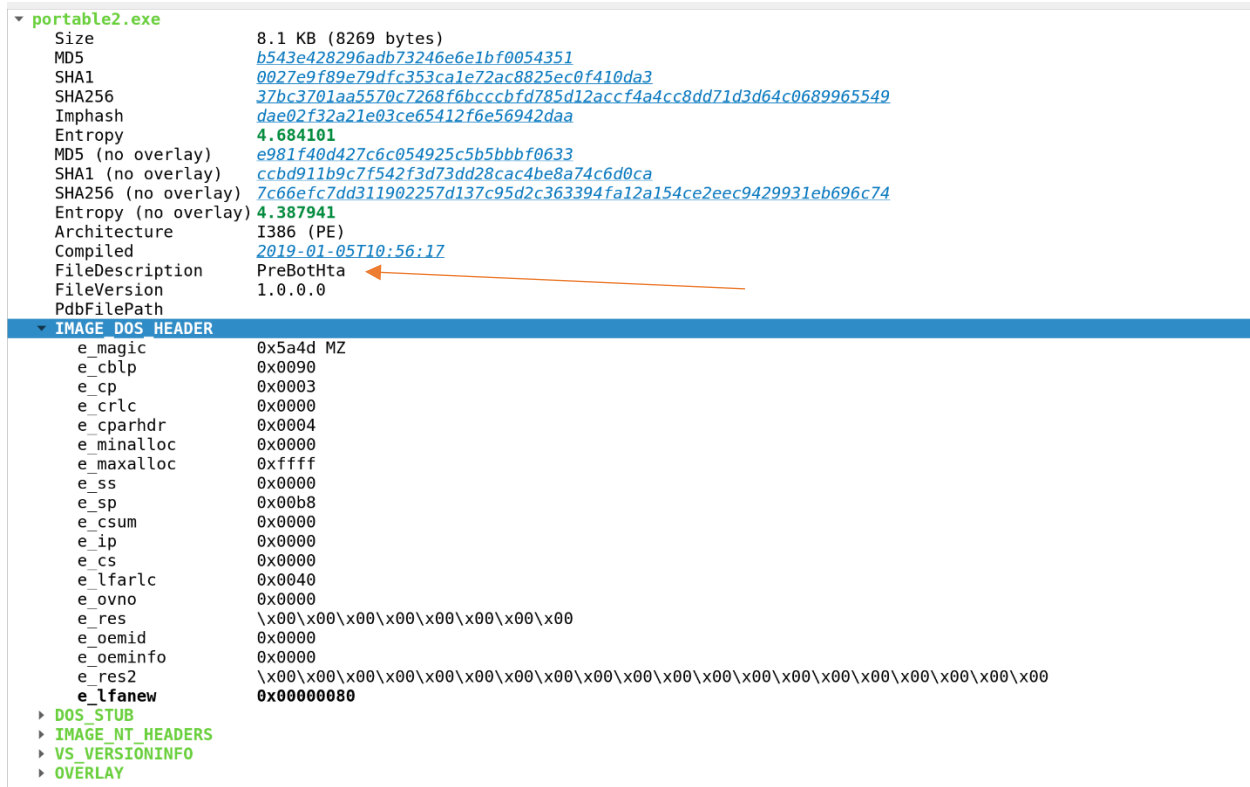 portable2.exe
Size 8.1 KB (8269 bytes)
MD5 b543e428296adb73246e6e1bf0054351
SHA1 0027e9f89e79dfc353ca1e72ac8825ec0f410da3
SHA256 37bc3701aa5570c7268f6bcccbfd785d12accf4a4cc8dd71d3d64c0689965549
Imphash dae02f32a21e03ce65412f6e56942daa
Entropy 4.684101
MD5 (no overlay) e981f40d427c6c054925c5b5bbbf0633
SHA1 (no overlay) ccbd911b9c7f542f3d73dd28cac4be8a74c6d0ca
SHA256 (no overlay) 7c66efc7dd311902257d137c95d2c363394fa12a154ce2eec9429931eb696c74
Entropy (no overlay) 4.387941
Architecture I386 (PE)
Compiled 2019-01-05T10:56:17
FileDescription PreBotHta
FileVersion 1.0.0.0
PdbFilePath
IMAGE_DOS_HEADER
e_magic 0x5a4d MZ
e_cblp 0x0090
e_cp 0x0003
e_crlc 0x0000
e_cparhdr 0x0004
e_minalloc 0x0000
e_maxalloc 0xffff
e_ss 0x0000
e_sp 0x00b8
e_csum 0x0000
e_ip 0x0000
e_cs 0x0000
e_lfarlc 0x0040
e_ovno 0x0000
e_res \x00\x00\x00\x00\x00\x00\x00\x00
e_oemid 0x0000
e_oeminfo 0x0000
e_res2 \x00\x00\x00\x00\x00\x00\x00\x00\x00\x00\x00\x00\x00\x00\x00\x00\x00\x00\x00\x00
e_lfanew 0x00000080
DOS_STUB
IMAGE_NT_HEADERS
VS_VERSIONINFO
OVERLAY